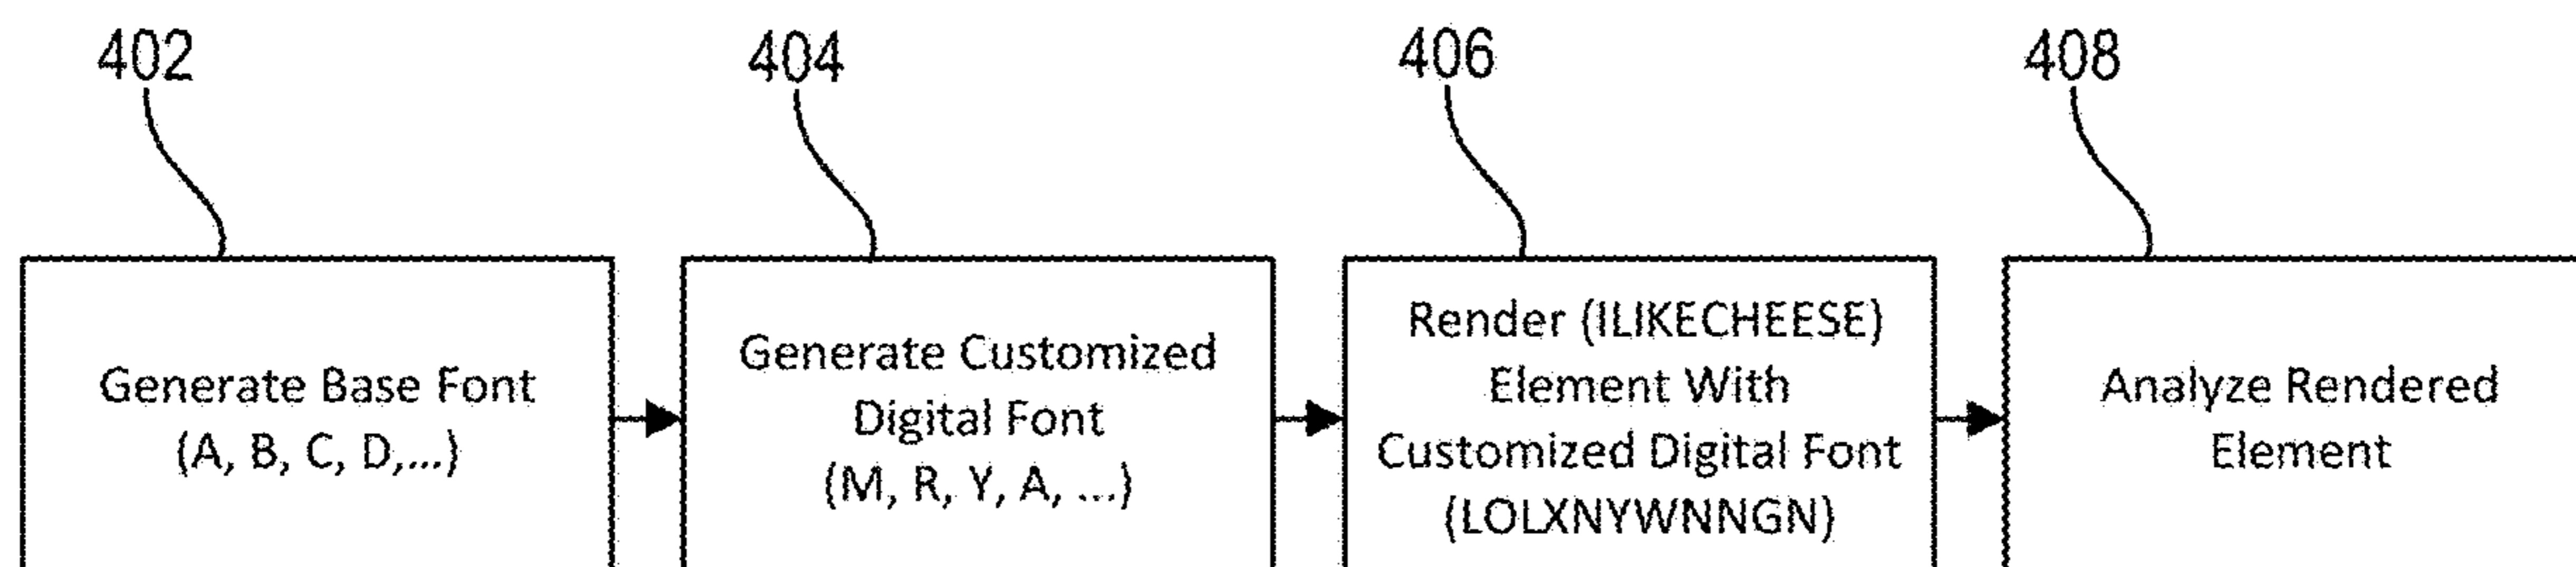 402
404
406
408
Generate Base Font
(A, B, C, D,...)
Generate Customized
Digital Font
(M, R, Y, A, ...)
Render (ILIKECHEESE)
Element With
Customized Digital Font
(LOLXNYWNNGN)
Analyze Rendered
Element